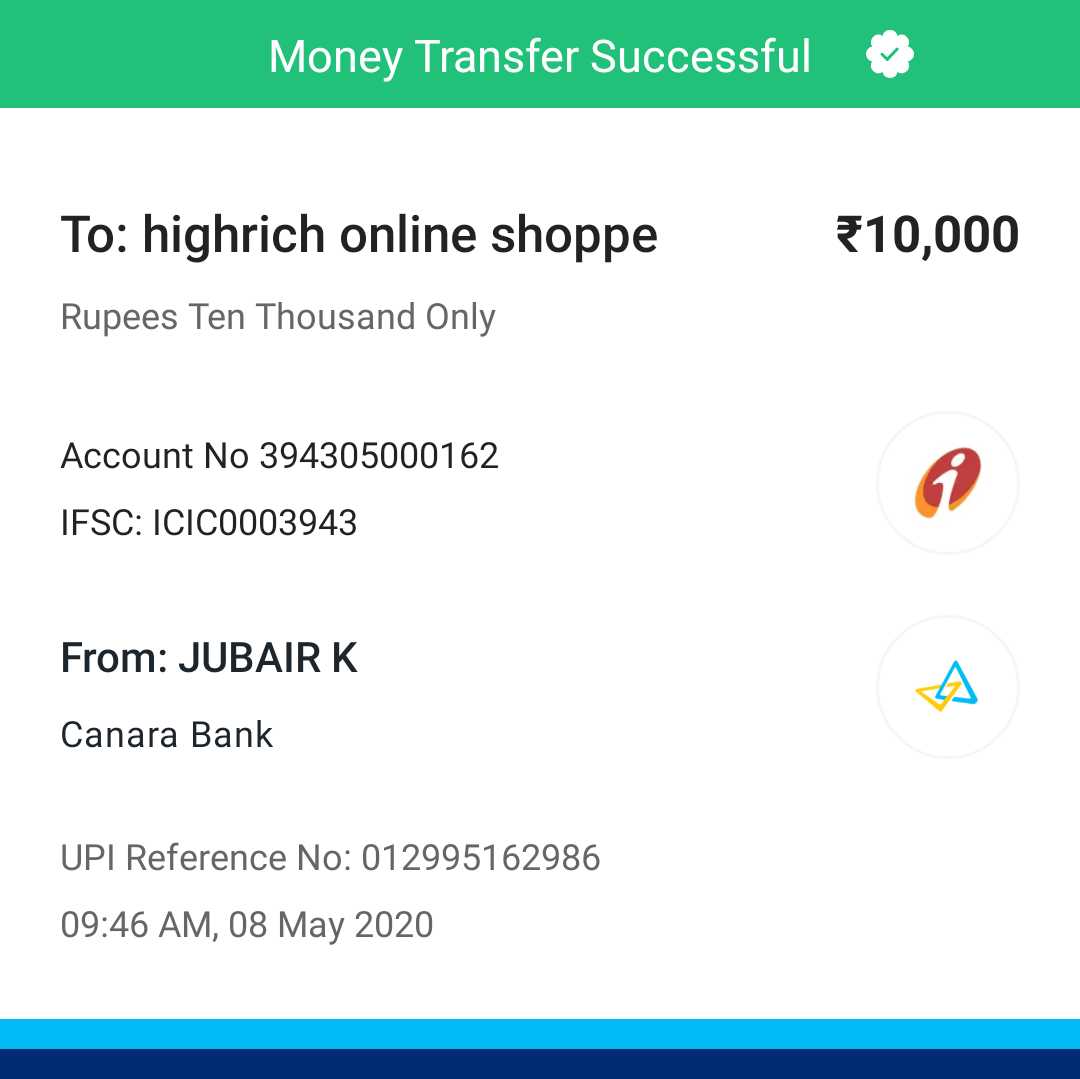 Money Transfer Successful
To: highrich online shoppe ₹10,000
Rupees Ten Thousand Only
Account No 394305000162
IFSC: ICIC0003943
From: JUBAIR K
Canara Bank
UPI Reference No: 012995162986
09:46 AM, 08 May 2020